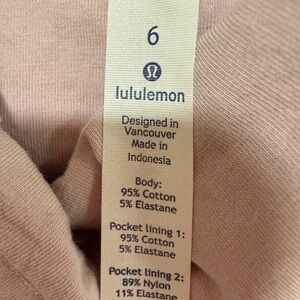 6
lululemon
Designed in
Vancouver
Made in
Indonesia
Body:
95% Cotton
5% Elastane
Pocket lining 1:
95% Cotton
5% Elastane
Pocket lining 2:
89% Nylon
11% Elastane